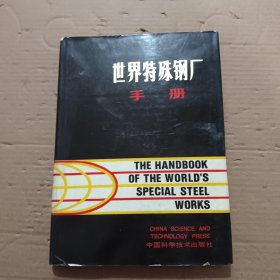 世界特殊钢厂
手册
THE HANDBOOK
OF THE WORLD'S
SPECIAL STEEL
WORKS
CHINA SCIENCE AND
TECHNOLOGY PRESS
中国科学技术出版社